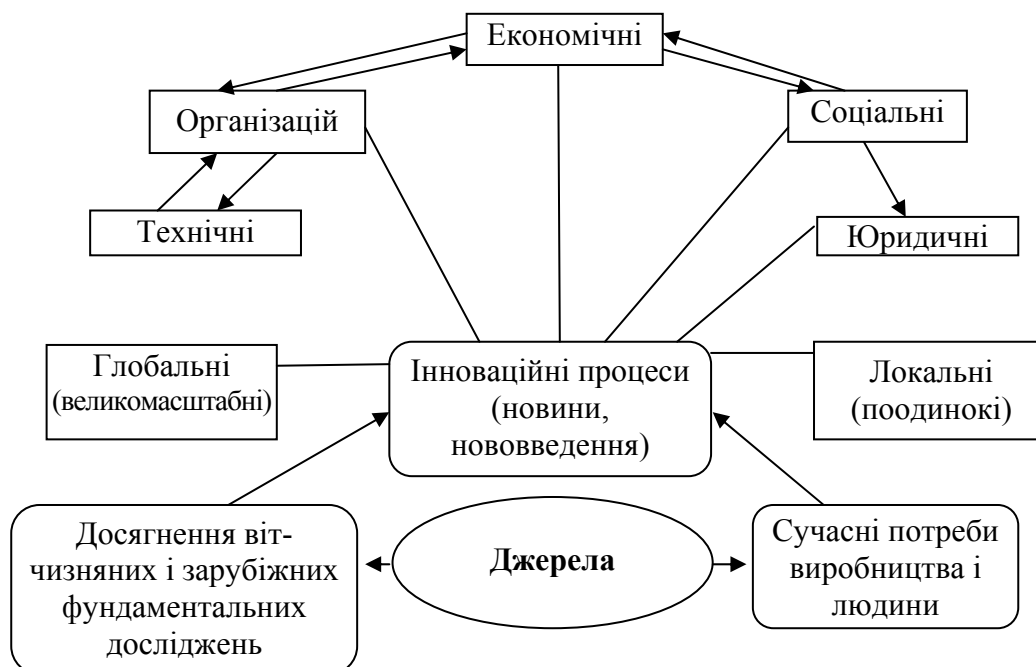 Економічні
Організацій
Соціальні
Технічні
Юридичні
Глобальні
(великомасштабні)
Інноваційні процеси
(новини,
нововведення)
Локальні
(поодинокі)
Досягнення віт-
чизняних і зарубіжних
фундаментальних
досліджень
Джерела
Сучасні потреби
виробництва і
людини